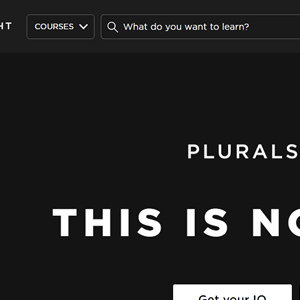 HT
COURSES
What do you want to learn?
PLURALS
THIS IS NO
Get your IQ